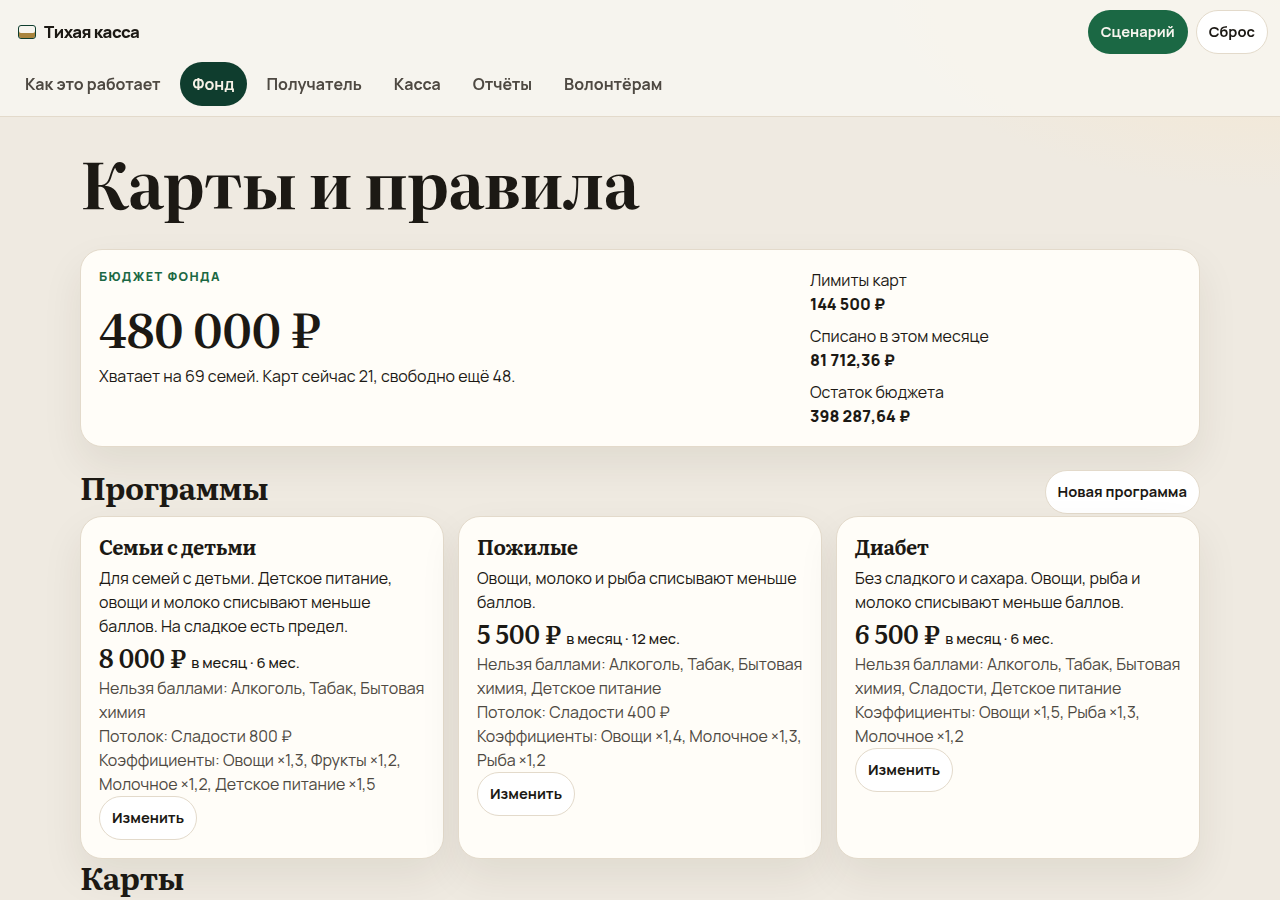 Тихая касса
Сценарий
Сброс
Как это работает
Фонд
Получатель
Касса
Отчёты
Волонтёрам
Карты и правила
БЮДЖЕТ ФОНДА
480 000 ₽
Хватает на 69 семей. Карт сейчас 21, свободно ещё 48.
Лимиты карт
144 500 ₽
Списано в этом месяце
81 712,36 ₽
Остаток бюджета
398 287,64 ₽
Программы
Новая программа
Семьи с детьми
Для семей с детьми. Детское питание,
овощи и молоко списывают меньше
баллов. На сладкое есть предел.
8 000 ₽ в месяц · 6 мес.
Нельзя баллами: Алкоголь, Табак, Бытовая
химия
Потолок: Сладости 800 ₽
Коэффициенты: Овощи ×1,3, Фрукты ×1,2,
Молочное ×1,2, Детское питание ×1,5
Изменить
Пожилые
Овощи, молоко и рыба списывают меньше
баллов.
5 500 ₽ в месяц · 12 мес.
Нельзя баллами: Алкоголь, Табак, Бытовая
химия, Детское питание
Потолок: Сладости 400 ₽
Коэффициенты: Овощи ×1,4, Молочное ×1,3,
Рыба ×1,2
Изменить
Диабет
Без сладкого и сахара. Овощи, рыба и
молоко списывают меньше баллов.
6 500 ₽ в месяц · 6 мес.
Нельзя баллами: Алкоголь, Табак, Бытовая
химия, Сладости, Детское питание
Коэффициенты: Овощи ×1,5, Рыба ×1,3,
Молочное ×1,2
Изменить
Карты